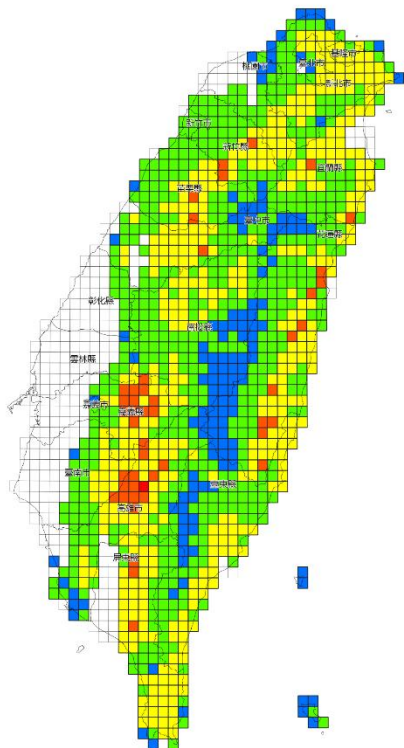 基隆市
臺北市
桃園市
新北市
新竹市
新竹縣
宜蘭縣
苗栗縣
臺中市
花蓮縣
彰化縣
南投縣
雲林縣
嘉義市
嘉義縣
臺南市
臺東縣
高雄市
屏東縣